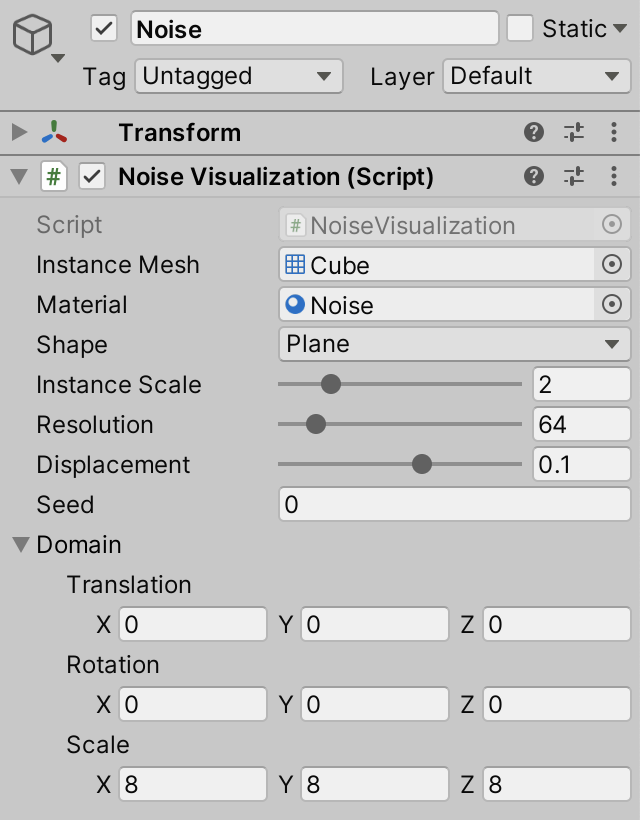 Noise Static
Tag Untagged Layer Default
Transform
# Noise Visualization (Script)
Script # NoiseVisualization
Instance Mesh Cube
Material Noise
Shape Plane
Instance Scale 2
Resolution 64
Displacement 0.1
Seed 0
Domain
Translation
X 0 Y 0 Z 0
Rotation
X 0 Y 0 Z 0
Scale
X 8 Y 8 Z 8